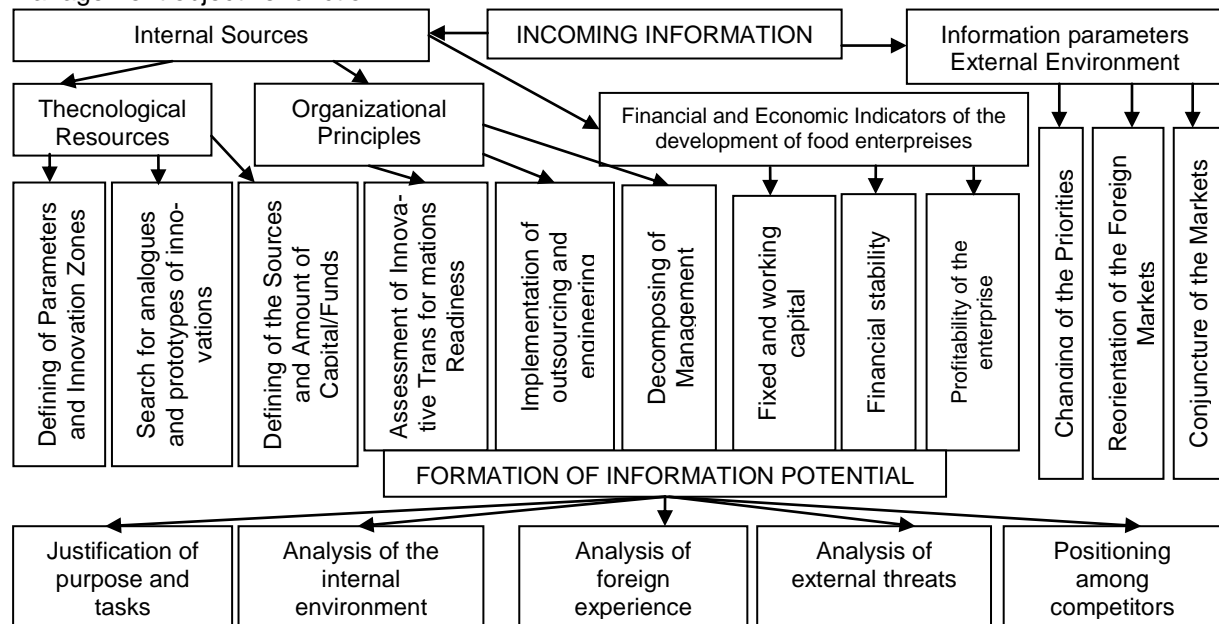 Internal Sources
INCOMING INFORMATION
Information parameters
External Environment
Thecnological
Resources
Organizational
Principles
Financial and Economic Indicators of the
development of food enterpreises
Defining of Parameters
and Innovation Zones
Search for analogues
and prototypes of inno-
vations
Defining of the Sources
and Amount of
Capital/Funds
Assessment of Innova-
tive Trans for mations
Readiness
Implementation of
outsourcing and
engineering
Decomposing of
Management
Fixed and working
capital
Financial stability
Profitability of the
enterprise
Changing of the Priorities
Reorientation of the Foreign
Markets
Conjuncture of the Markets
FORMATION OF INFORMATION POTENTIAL
Justification of
purpose and
tasks
Analysis of the
internal
environment
Analysis of
foreign
experience
Analysis of
external threats
Positioning
among
competitors